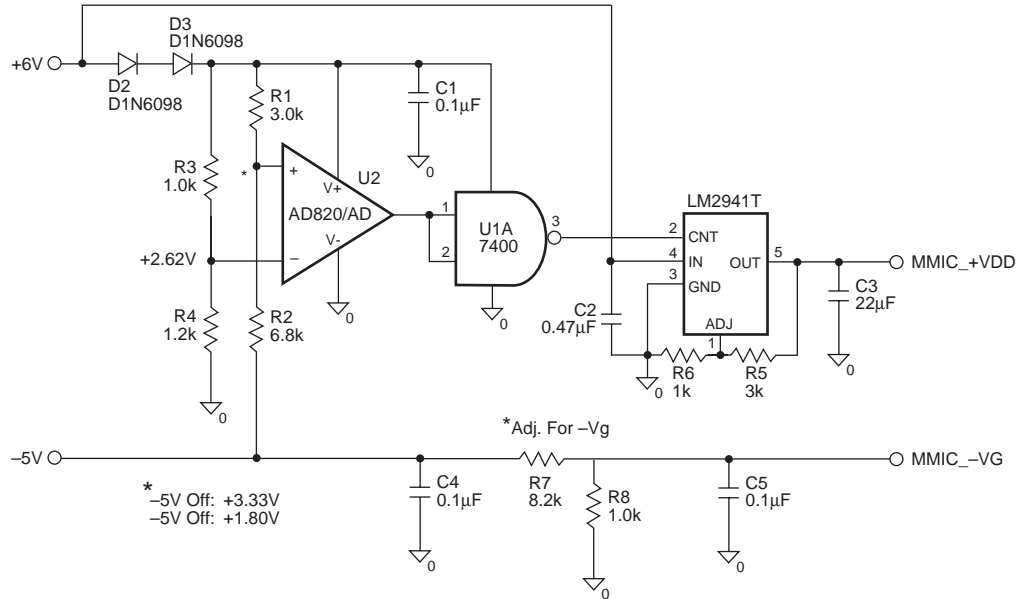 D3
D1N6098
+6V
D2
D1N6098
R1
3.0k
C1
0.1µF
0
R3
1.0k
*
+
V+
U2
AD820/AD
V-
–
+2.62V
0
1
2
U1A
7400
3
0
LM2941T
2
CNT
4
IN
3
GND
OUT
5
ADJ
1
MMIC_+VDD
C2
0.47µF
C3
22µF
0
R4
1.2k
0
R2
6.8k
0
R6
1k
R5
3k
*Adj. For –Vg
–5V
MMIC_–VG
*
–5V Off: +3.33V
–5V Off: +1.80V
C4
0.1µF
0
R7
8.2k
R8
1.0k
0
C5
0.1µF
0